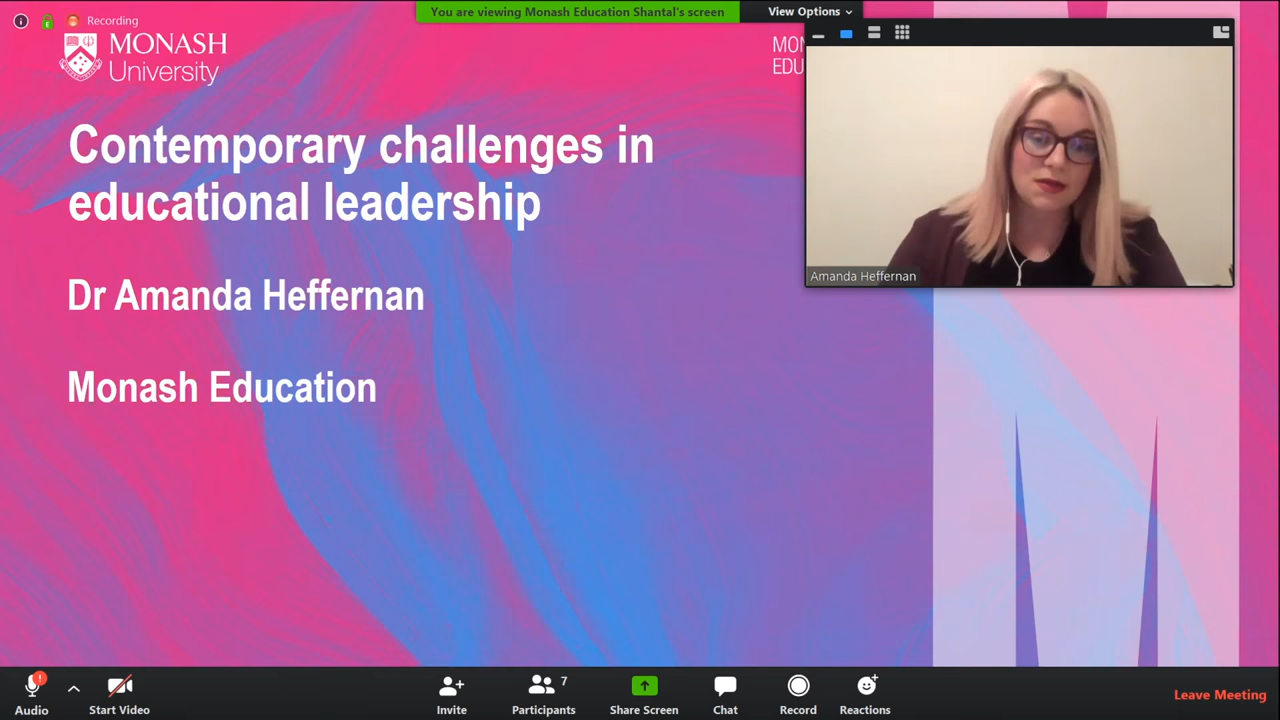 Recording
You are viewing Monash Education Shantal's screen
View Options
MONASH
University
MON
EDU
Contemporary challenges in
educational leadership
Dr Amanda Heffernan
Monash Education
Amanda Heffernan
Audio
Start Video
Invite
Participants
7
Share Screen
Chat
Record
Reactions
Leave Meeting